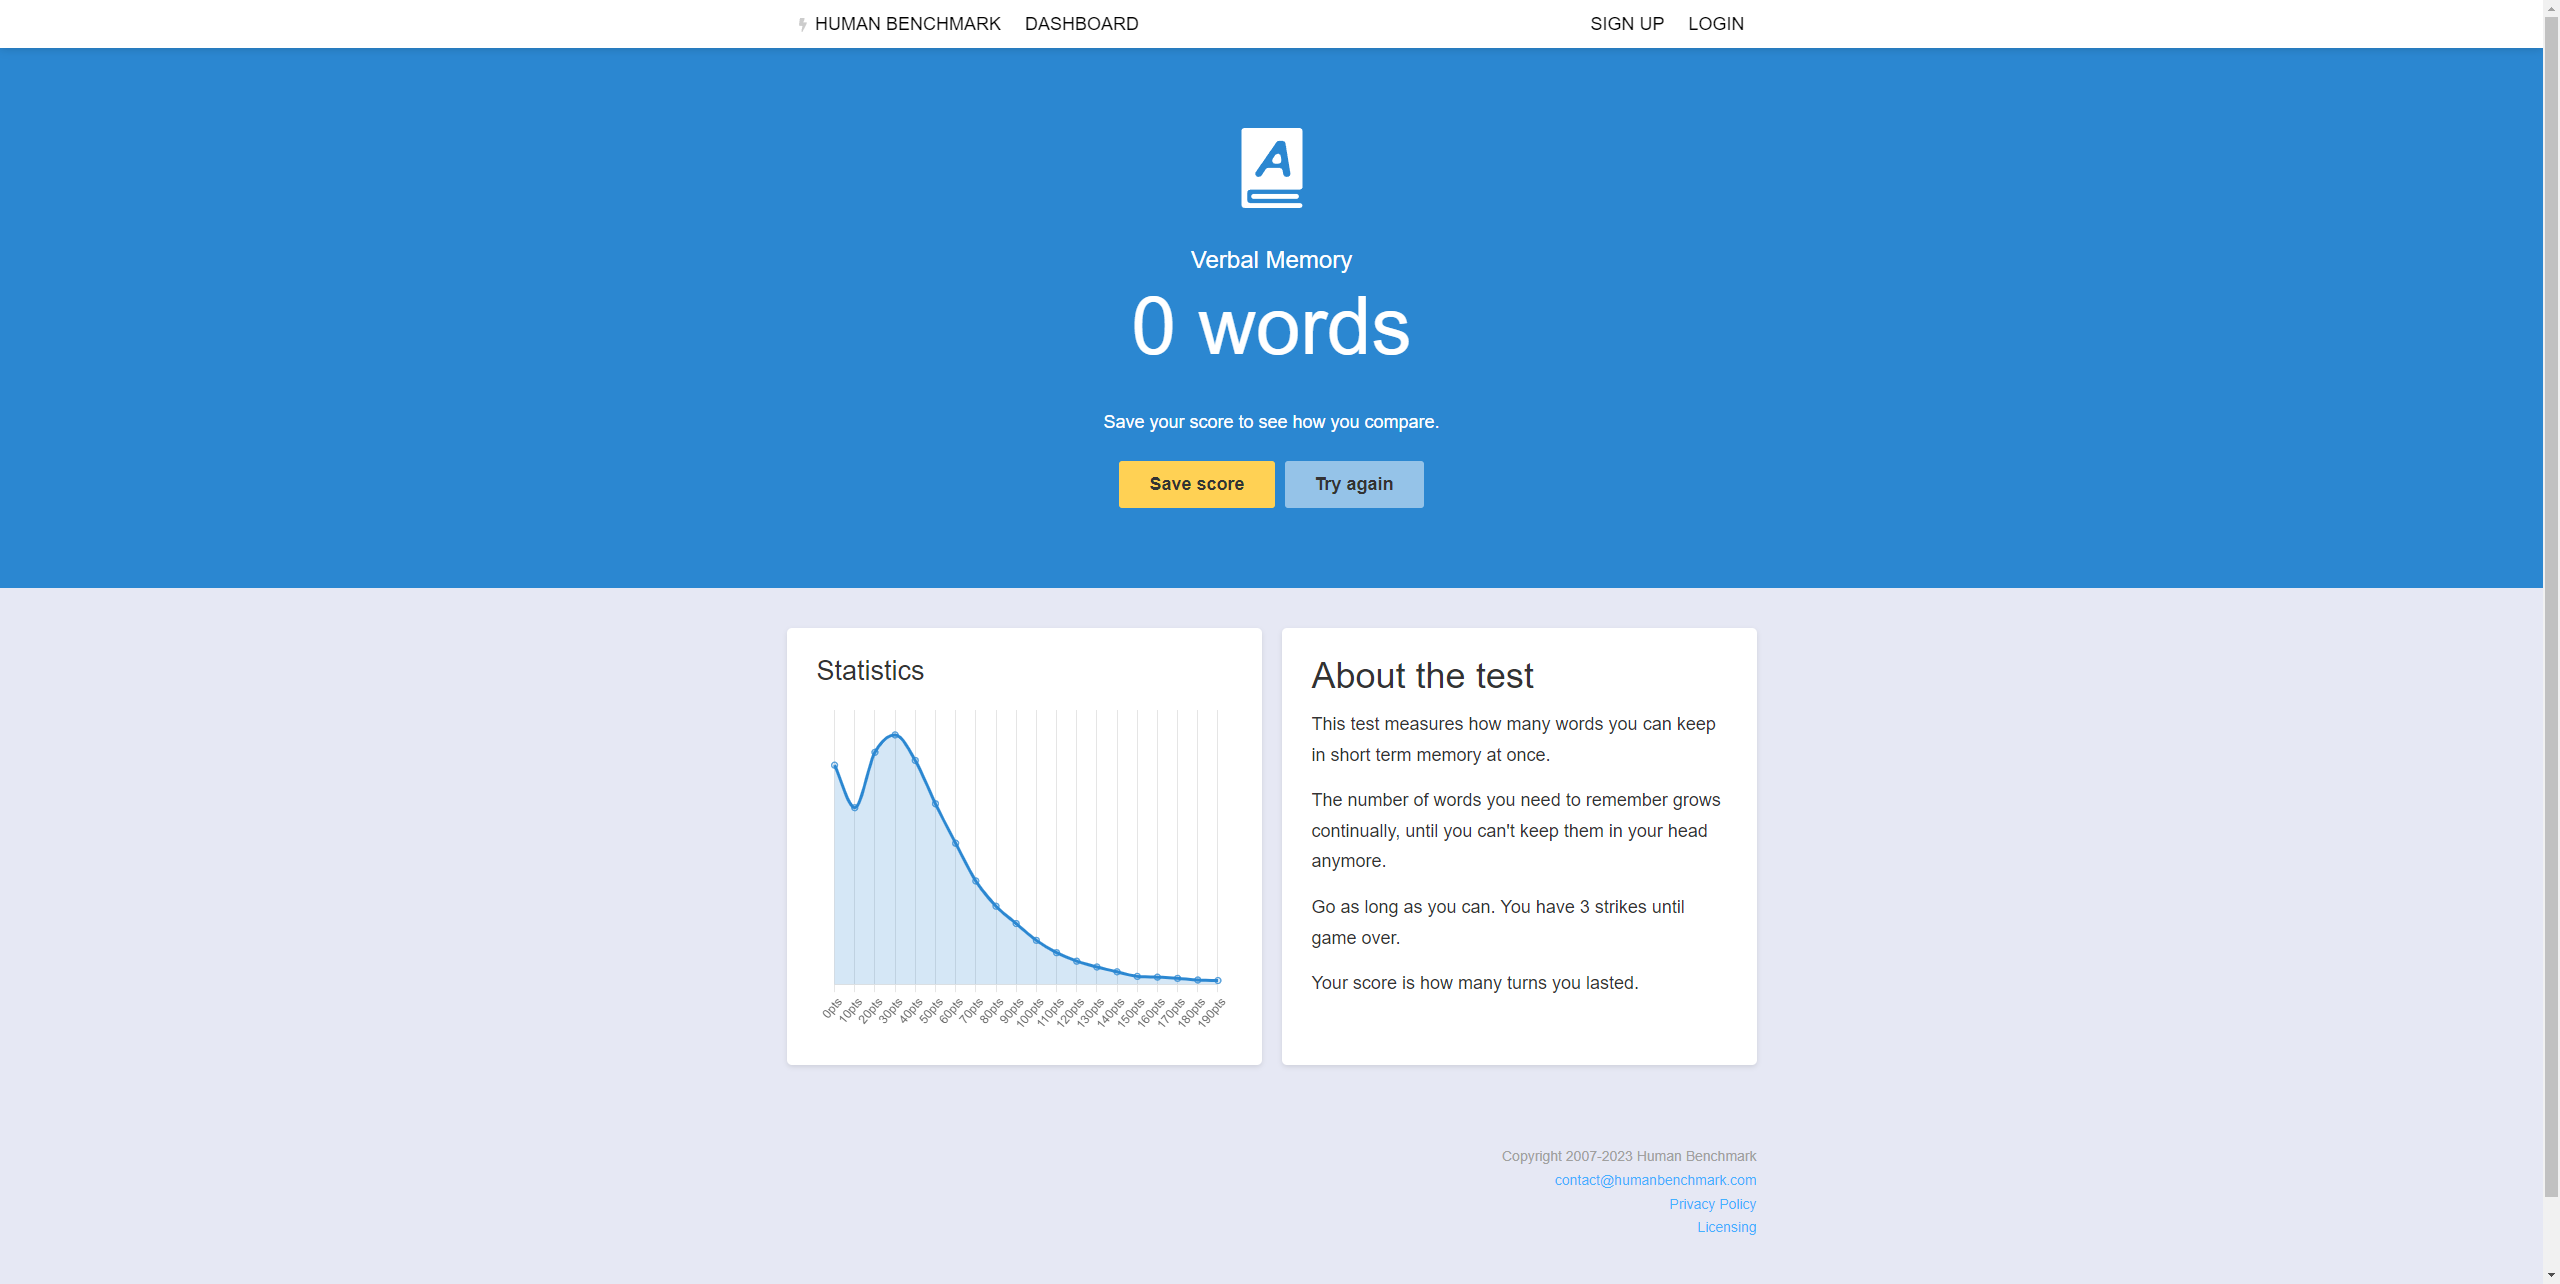 HUMAN BENCHMARK DASHBOARD SIGN UP LOGIN
A
Verbal Memory
0 words
Save your score to see how you compare.
Save score Try again
Statistics
0pts 10pts 20pts 30pts 40pts 50pts 60pts 70pts 80pts 90pts 100pts 110pts 120pts 130pts 140pts 150pts 160pts 170pts 180pts 190pts
About the test
This test measures how many words you can keep
in short term memory at once.
The number of words you need to remember grows
continually, until you can't keep them in your head
anymore.
Go as long as you can. You have 3 strikes until
game over.
Your score is how many turns you lasted.
Copyright 2007-2023 Human Benchmark
contact@humanbenchmark.com
Privacy Policy
Licensing